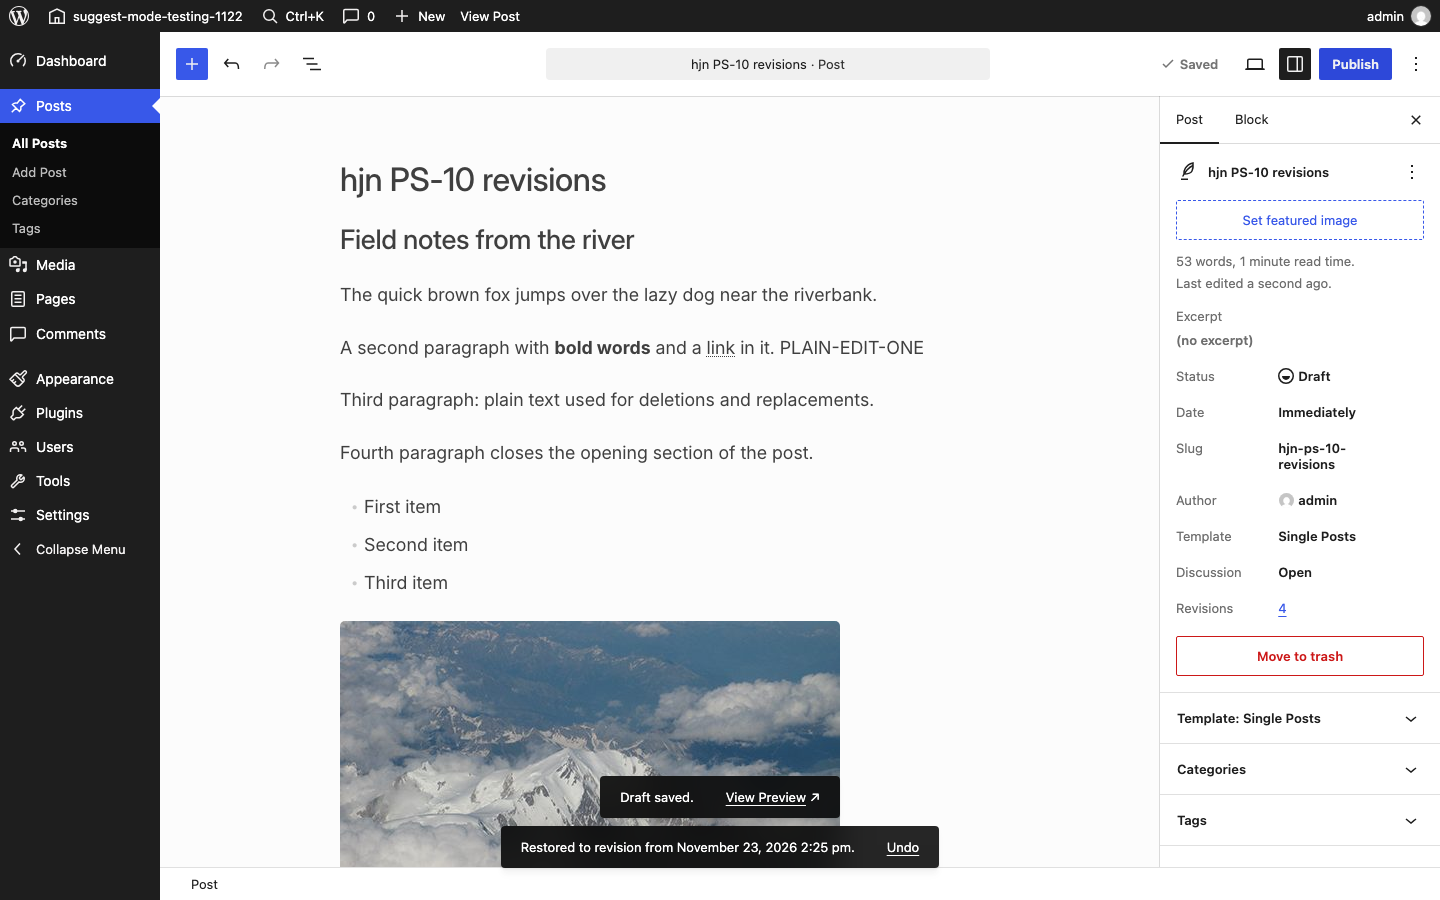 suggest-mode-testing-1122
Ctrl+K
0
New
View Post
admin
Dashboard
Posts
All Posts
Add Post
Categories
Tags
Media
Pages
Comments
Appearance
Plugins
Users
Tools
Settings
Collapse Menu
hjn PS-10 revisions · Post
Saved
Publish
hjn PS-10 revisions
Field notes from the river
The quick brown fox jumps over the lazy dog near the riverbank.
A second paragraph with bold words and a link in it. PLAIN-EDIT-ONE
Third paragraph: plain text used for deletions and replacements.
Fourth paragraph closes the opening section of the post.
First item
Second item
Third item
Draft saved.
View Preview
Restored to revision from November 23, 2026 2:25 pm.
Undo
Post
Post
Block
hjn PS-10 revisions
Set featured image
53 words, 1 minute read time.
Last edited a second ago.
Excerpt
(no excerpt)
Status
Draft
Date
Immediately
Slug
hjn-ps-10-
revisions
Author
admin
Template
Single Posts
Discussion
Open
Revisions
4
Move to trash
Template: Single Posts
Categories
Tags